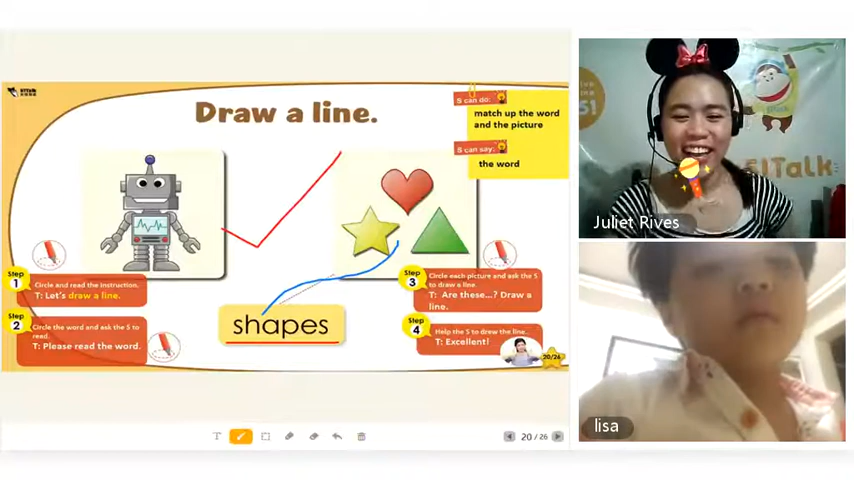 51Talk
Draw a line.
S can do:
match up the word
and the picture
S can say:
the word
Step
1
Circle and read the instruction.
T: Let's draw a line.
Step
2
Circle the word and ask the S to
read.
T: Please read the word.
shapes
Step
3
Circle each picture and ask the S
to draw a line.
T: Are these...? Draw a
line.
Step
4
Help the S to draw the line.
T: Excellent!
20/26
T
20 / 26
51
51Talk
Juliet Rives
lisa